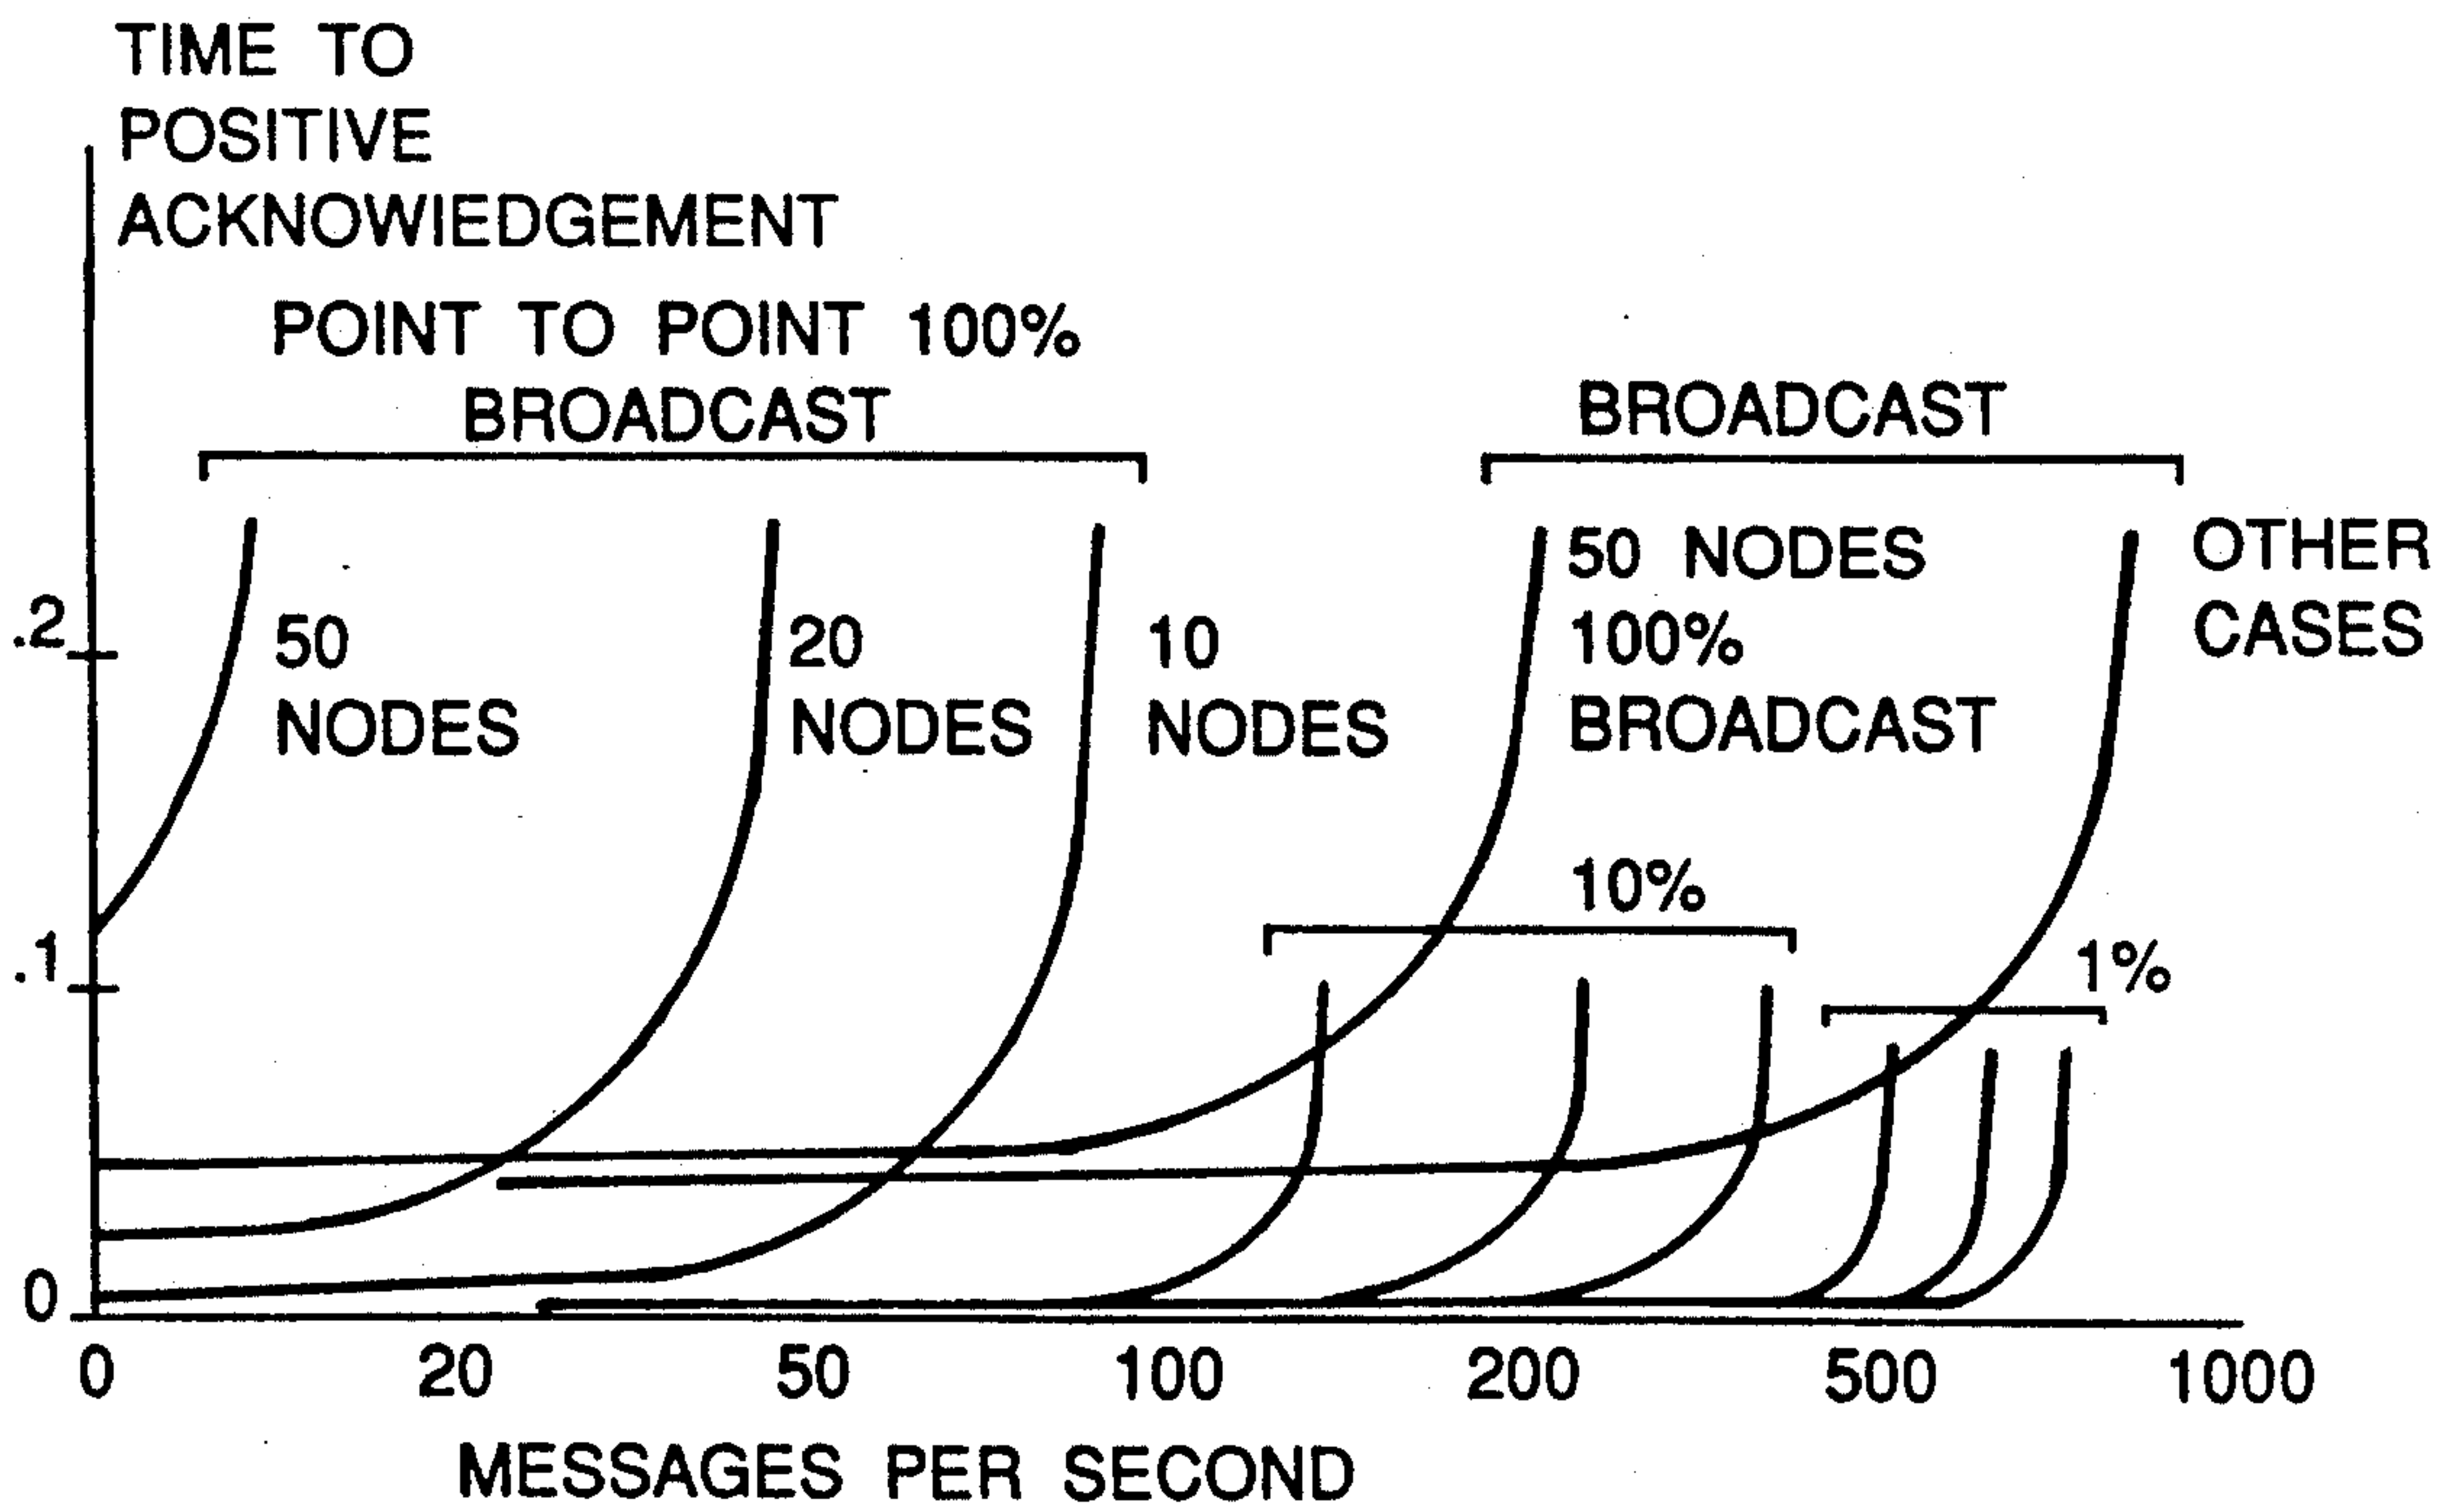 TIME TO
POSITIVE
ACKNOWIEDGEMENT
POINT TO POINT 100%
BROADCAST
BROADCAST
50 NODES
100%
BROADCAST
OTHER
CASES
50
NODES
20
NODES
10
NODES
10%
1%
.2
.1
0
0 20 50 100 200 500 1000
MESSAGES PER SECOND